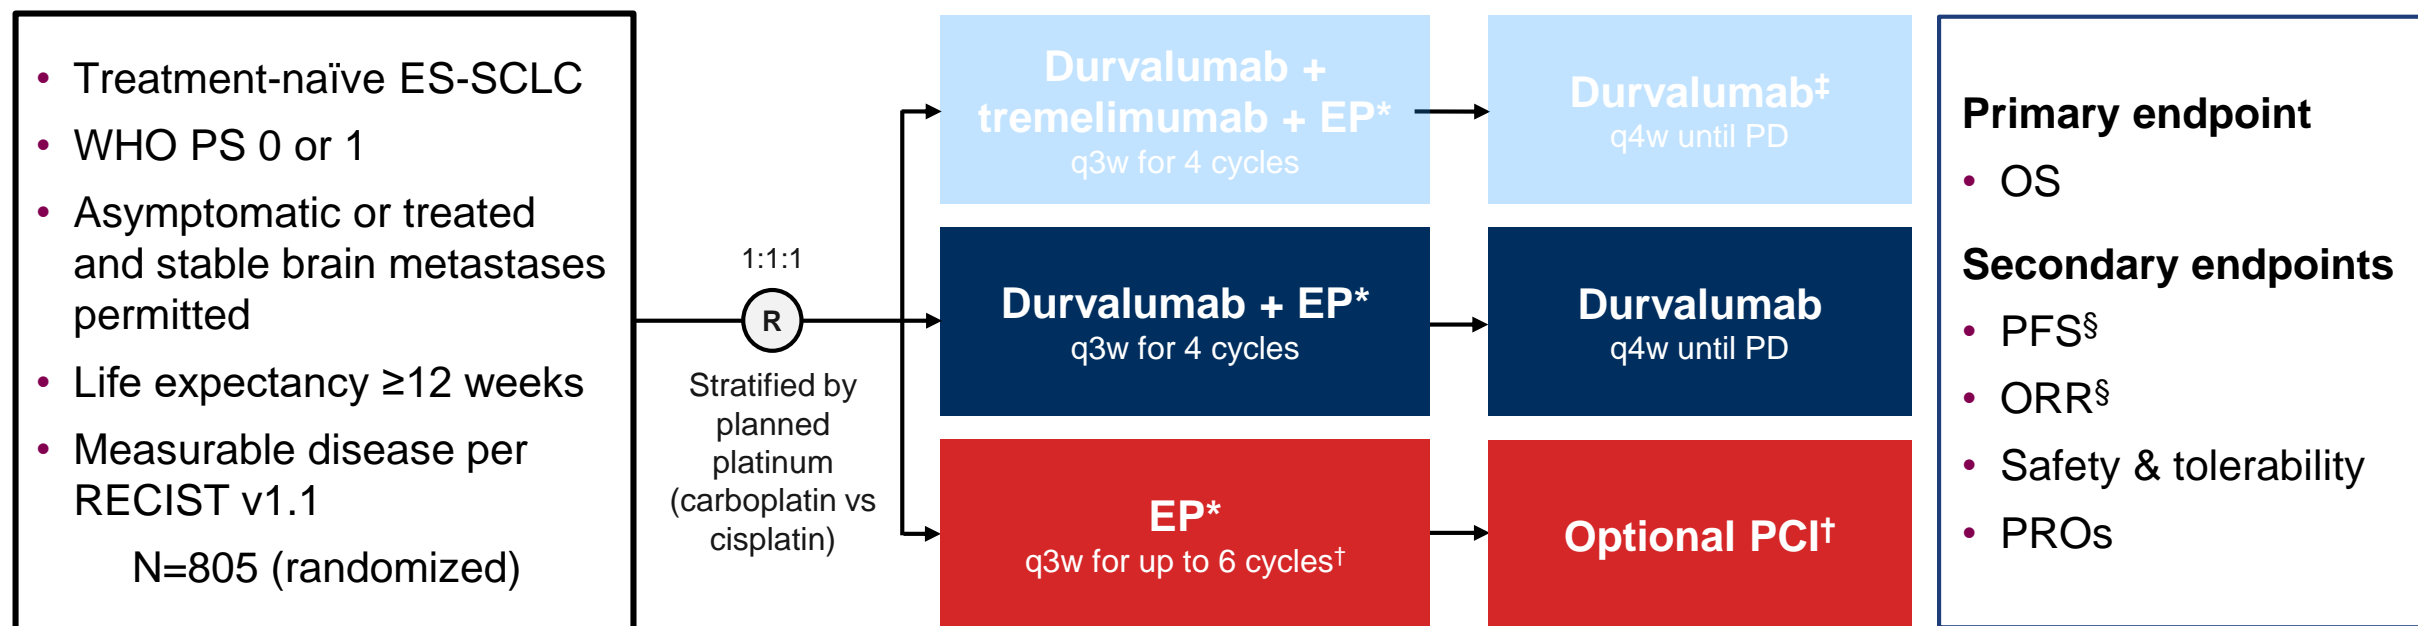 • Treatment-naïve ES-SCLC
• WHO PS 0 or 1
• Asymptomatic or treated
and stable brain metastases
permitted
• Life expectancy ≥12 weeks
• Measurable disease per
RECIST v1.1
N=805 (randomized)
1:1:1
R
Stratified by
planned
platinum
(carboplatin vs
cisplatin)
Durvalumab +
tremelimumab + EP*
q3w for 4 cycles
Durvalumab‡
q4w until PD
Durvalumab + EP*
q3w for 4 cycles
Durvalumab
q4w until PD
EP*
q3w for up to 6 cycles†
Optional PCI†
Primary endpoint
• OS
Secondary endpoints
• PFS§
• ORR§
• Safety & tolerability
• PROs